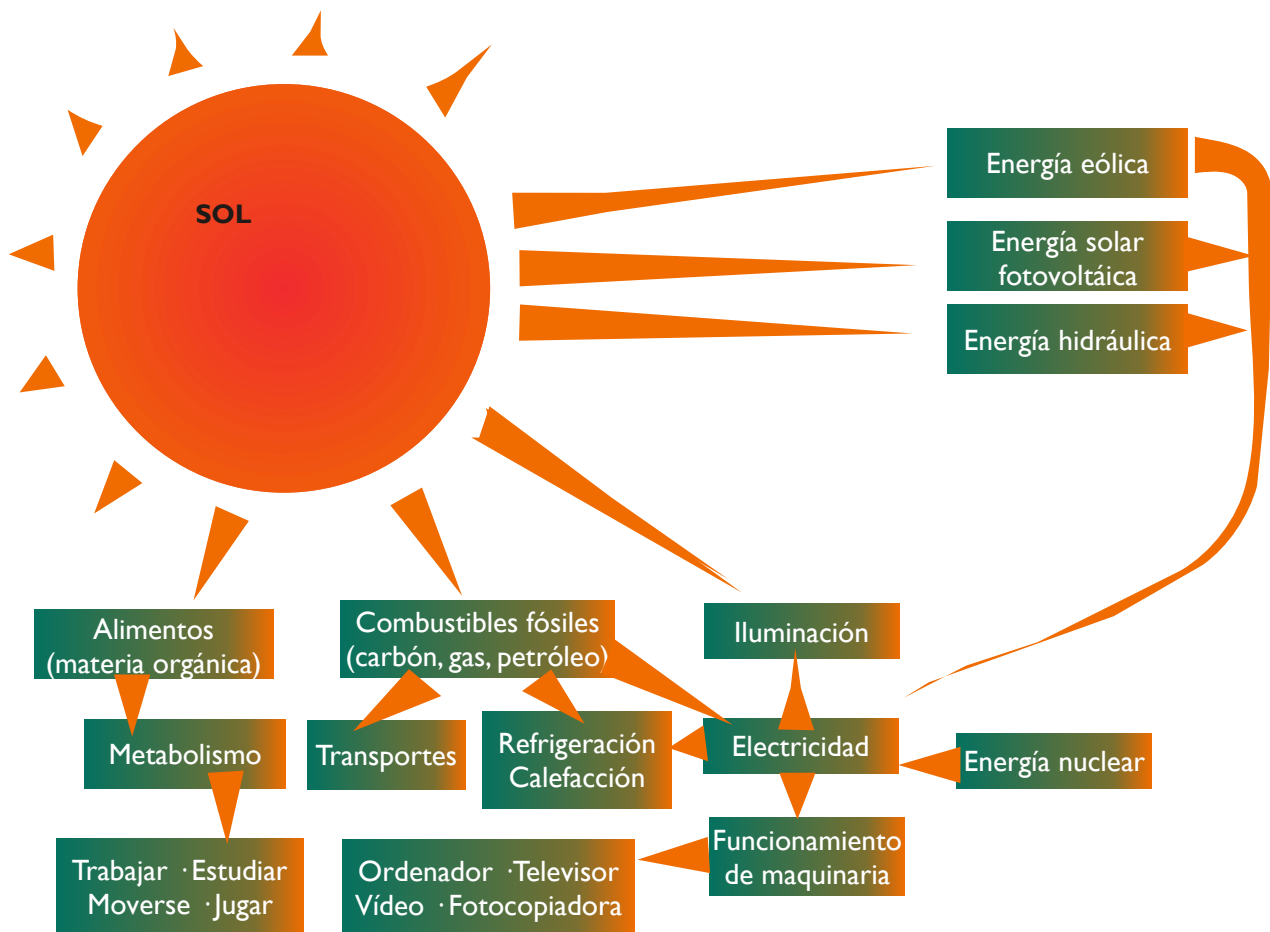 SOL
Energía eólica
Energía solar
fotovoltáica
Energía hidráulica
Alimentos
(materia orgánica)
Combustibles fósiles
(carbón, gas, petróleo)
Iluminación
Metabolismo
Transportes
Refrigeración
Calefacción
Electricidad
Energía nuclear
Trabajar · Estudiar
Moverse · Jugar
Ordenador · Televisor
Vídeo · Fotocopiadora
Funcionamiento
de maquinaria